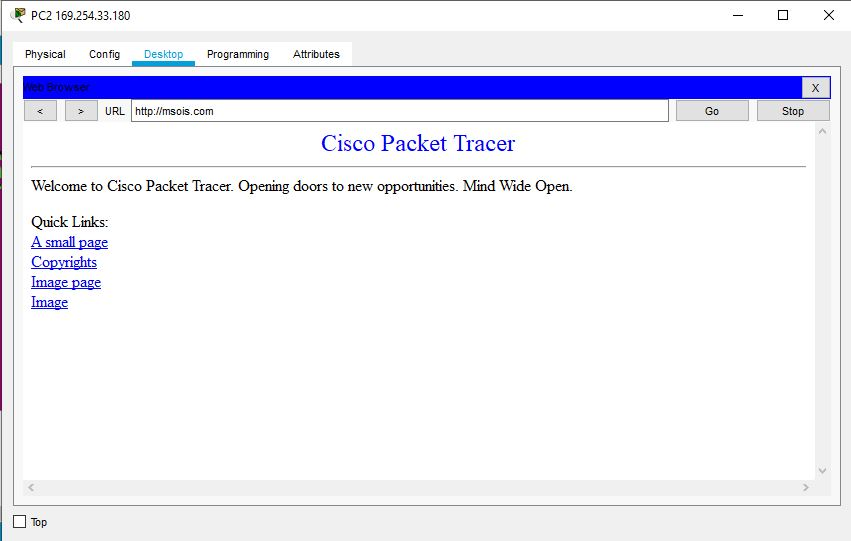 PC2 169.254.33.180
Physical Config Desktop Programming Attributes
Web Browser X
< > URL http://msois.com Go Stop
Cisco Packet Tracer
Welcome to Cisco Packet Tracer. Opening doors to new opportunities. Mind Wide Open.
Quick Links:
A small page
Copyrights
Image page
Image
Top